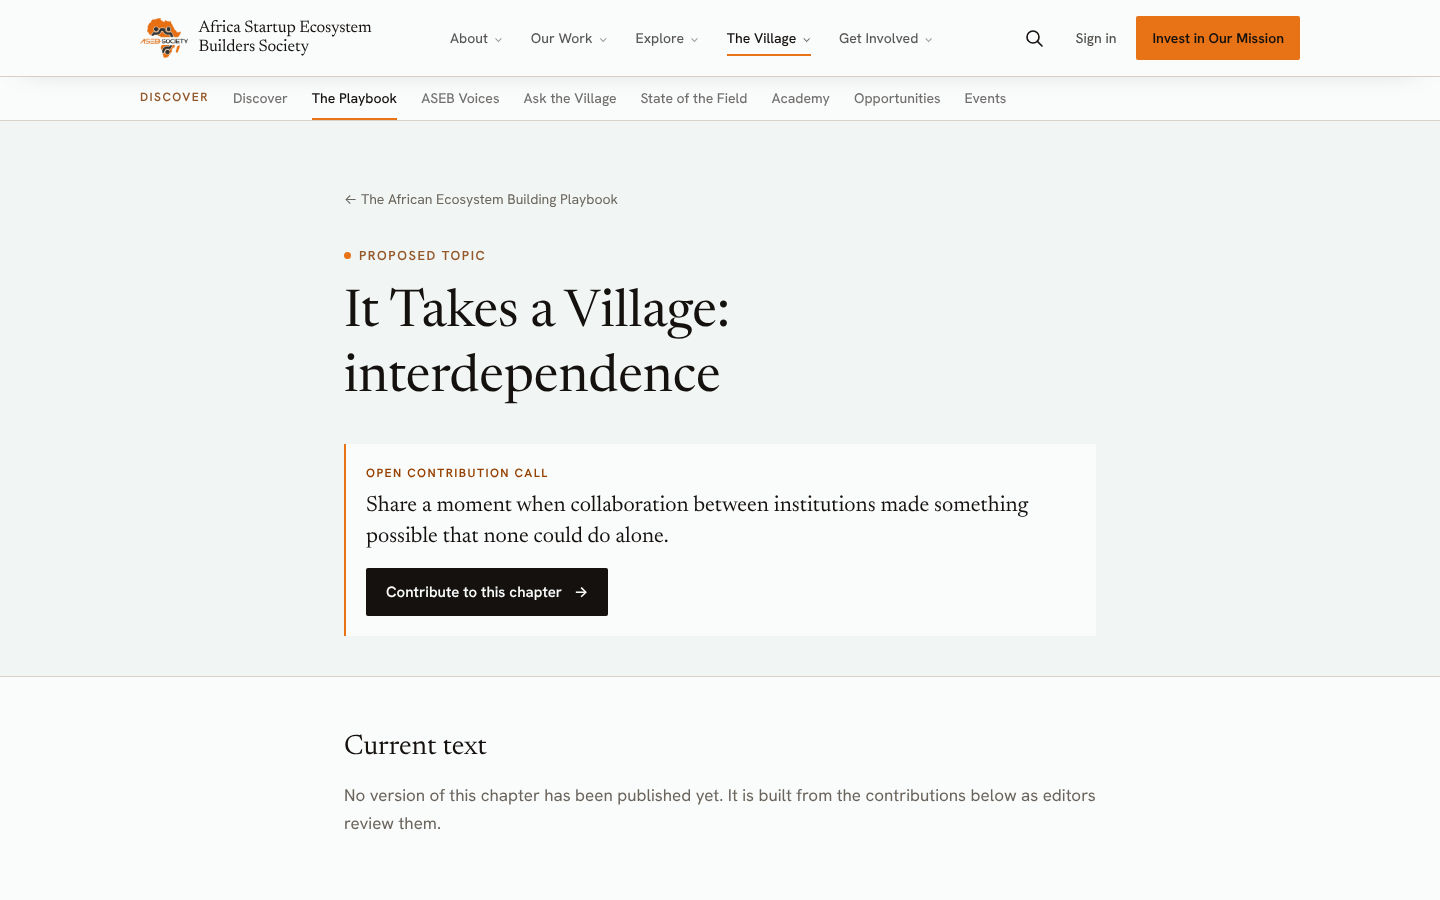 ASEB SOCIETY
Africa Startup Ecosystem
Builders Society
About
Our Work
Explore
The Village
Get Involved
Sign in
Invest in Our Mission
DISCOVER
Discover
The Playbook
ASEB Voices
Ask the Village
State of the Field
Academy
Opportunities
Events
← The African Ecosystem Building Playbook
PROPOSED TOPIC
It Takes a Village:
interdependence
OPEN CONTRIBUTION CALL
Share a moment when collaboration between institutions made something
possible that none could do alone.
Contribute to this chapter →
Current text
No version of this chapter has been published yet. It is built from the contributions below as editors
review them.